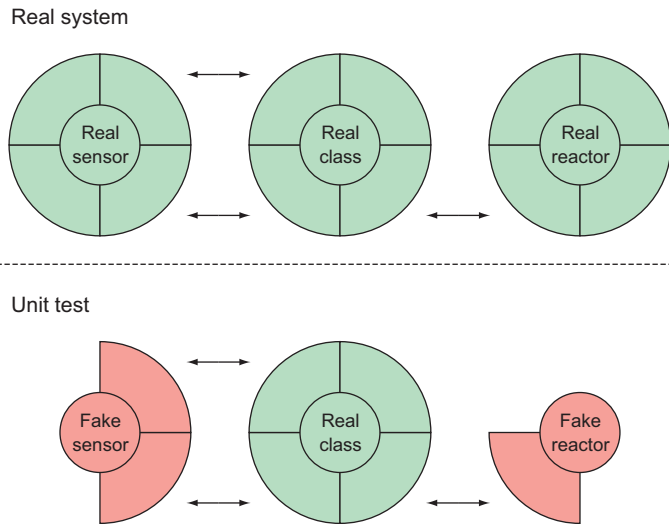 Real system
Real
sensor
Real
class
Real
reactor
Unit test
Fake
sensor
Real
class
Fake
reactor